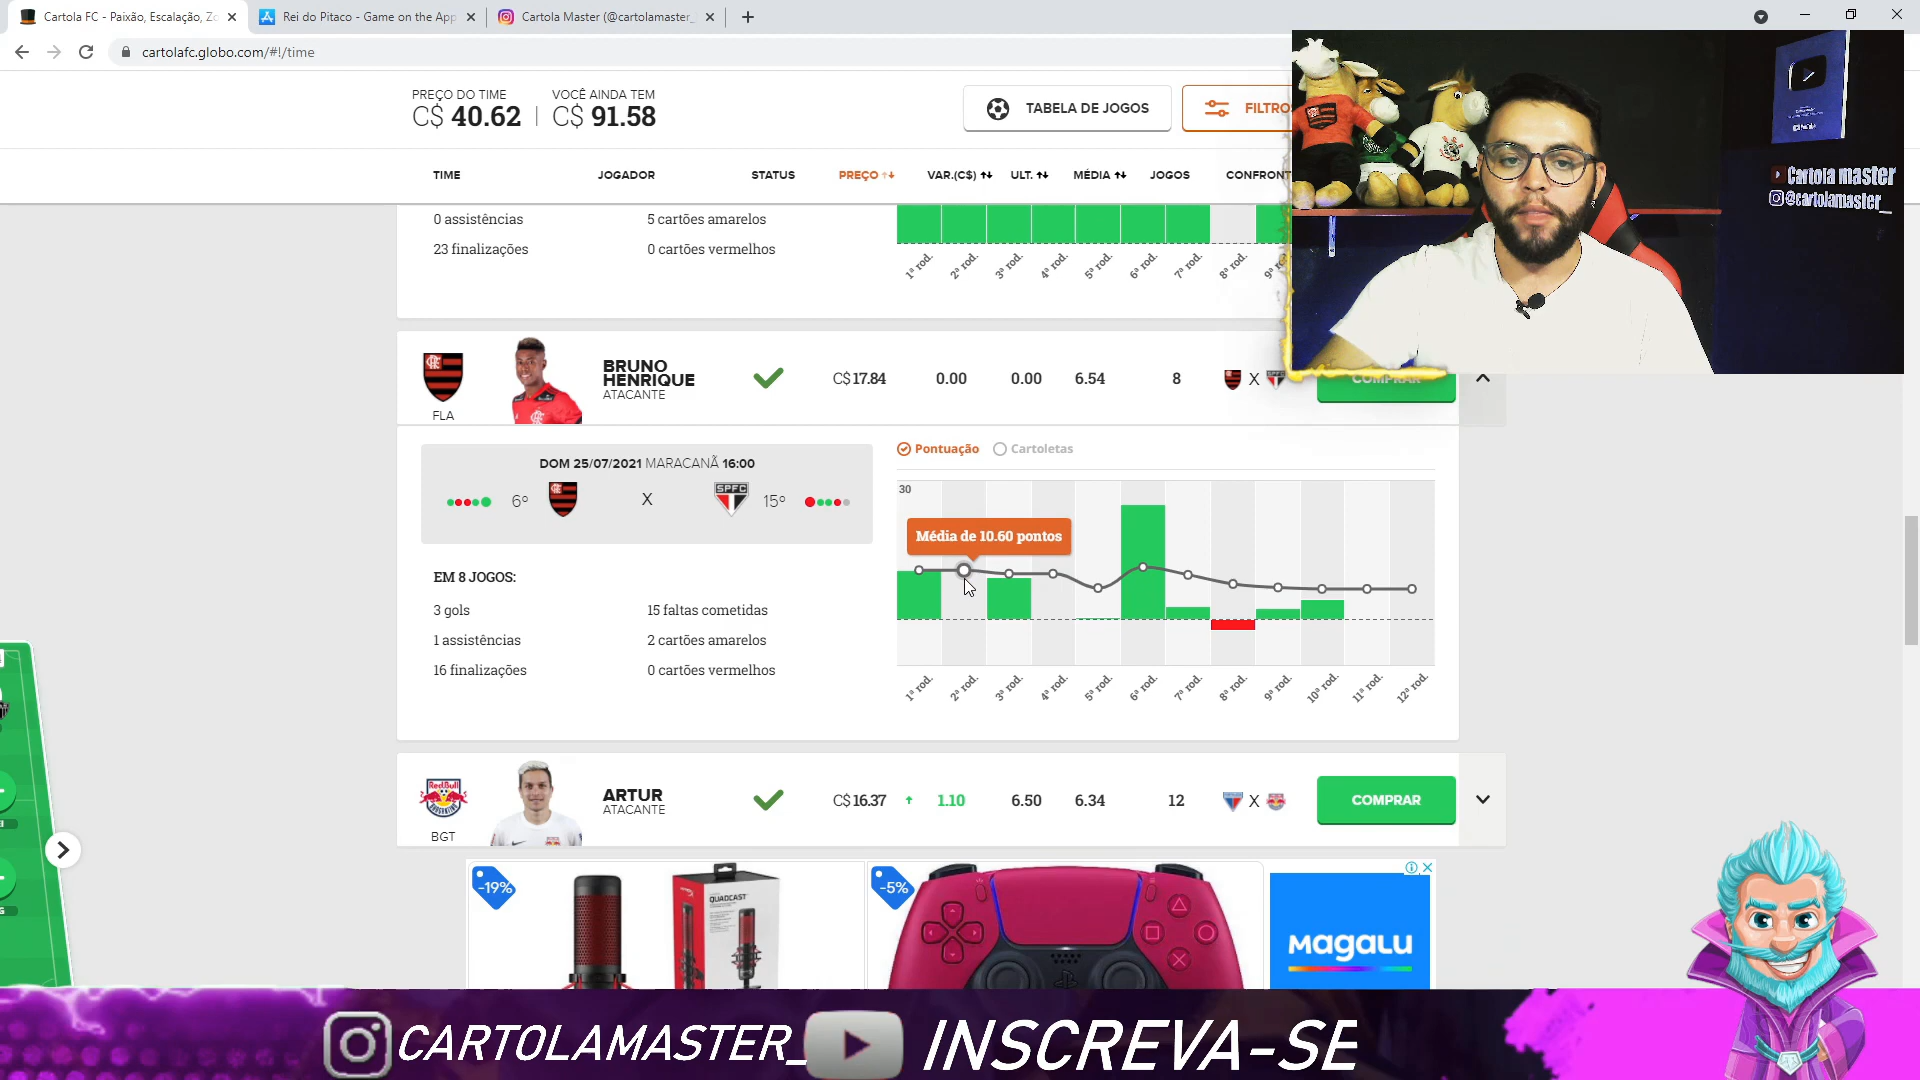 Cartola FC - Paixão, Escalação, Zo
Rei do Pitaco - Game on the App
Cartola Master (@cartolamaster_
cartolafc.globo.com/#!/time
PREÇO DO TIME
C$ 40.62
VOCÊ AINDA TEM
C$ 91.58
TABELA DE JOGOS
FILTRO
TIME JOGADOR STATUS PREÇO VAR.(C$) ULT. MÉDIA JOGOS CONFRONT
0 assistências 5 cartões amarelos
23 finalizações 0 cartões vermelhos
1ª rod. 2ª rod. 3ª rod. 4ª rod. 5ª rod. 6ª rod. 7ª rod. 8ª rod. 9ª
Cartola master
@cartolamaster_
FLA
BRUNO
HENRIQUE
ATACANTE
C$ 17.84 0.00 0.00 6.54 8 X
COMPRAR
DOM 25/07/2021 MARACANÃ 16:00
6º X SPFC 15º
EM 8 JOGOS:
3 gols 15 faltas cometidas
1 assistências 2 cartões amarelos
16 finalizações 0 cartões vermelhos
Pontuação Cartoletas
30
Média de 10.60 pontos
1ª rod. 2ª rod. 3ª rod. 4ª rod. 5ª rod. 6ª rod. 7ª rod. 8ª rod. 9ª rod. 10ª rod. 11ª rod. 12ª rod.
RedBull
BGT
ARTUR
ATACANTE
C$ 16.37 1.10 6.50 6.34 12 X
COMPRAR
-19%
QUADCAST
-5%
MAGALU
CARTOLAMASTER_
INSCREVA-SE